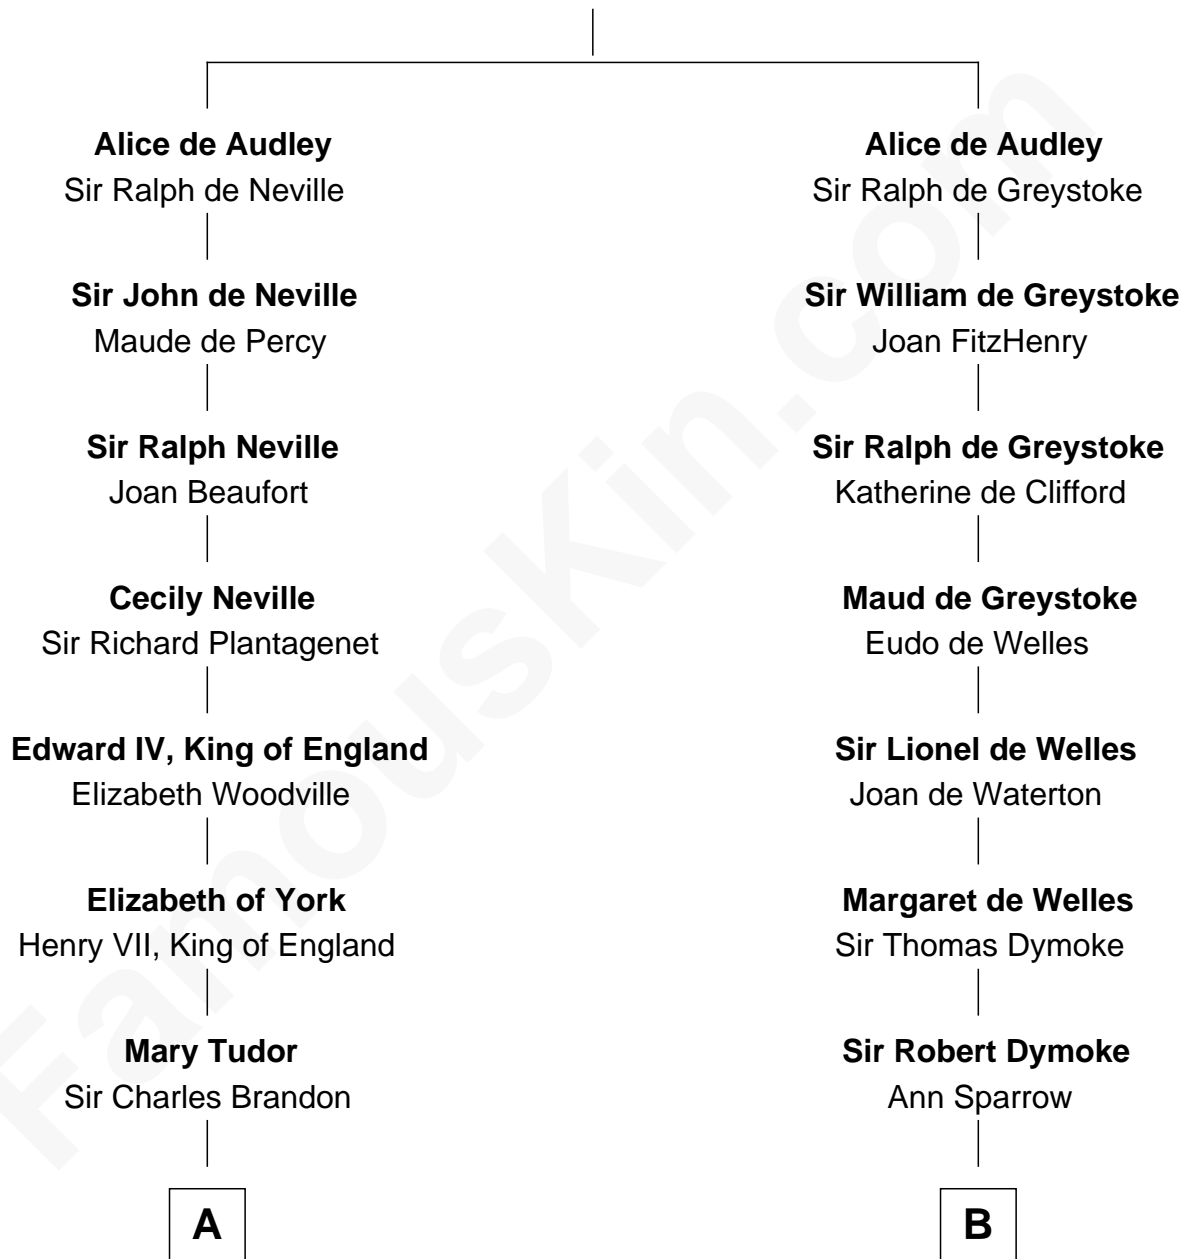 Alice de Audley
Sir Ralph de Neville
Sir John de Neville
Maude de Percy
Sir Ralph Neville
Joan Beaufort
Cecily Neville
Sir Richard Plantagenet
Edward IV, King of England
Elizabeth Woodville
Elizabeth of York
Henry VII, King of England
Mary Tudor
Sir Charles Brandon
A
Alice de Audley
Sir Ralph de Greystoke
Sir William de Greystoke
Joan FitzHenry
Sir Ralph de Greystoke
Katherine de Clifford
Maud de Greystoke
Eudo de Welles
Sir Lionel de Welles
Joan de Waterton
Margaret de Welles
Sir Thomas Dymoke
Sir Robert Dymoke
Ann Sparrow
B
FamousKin.com